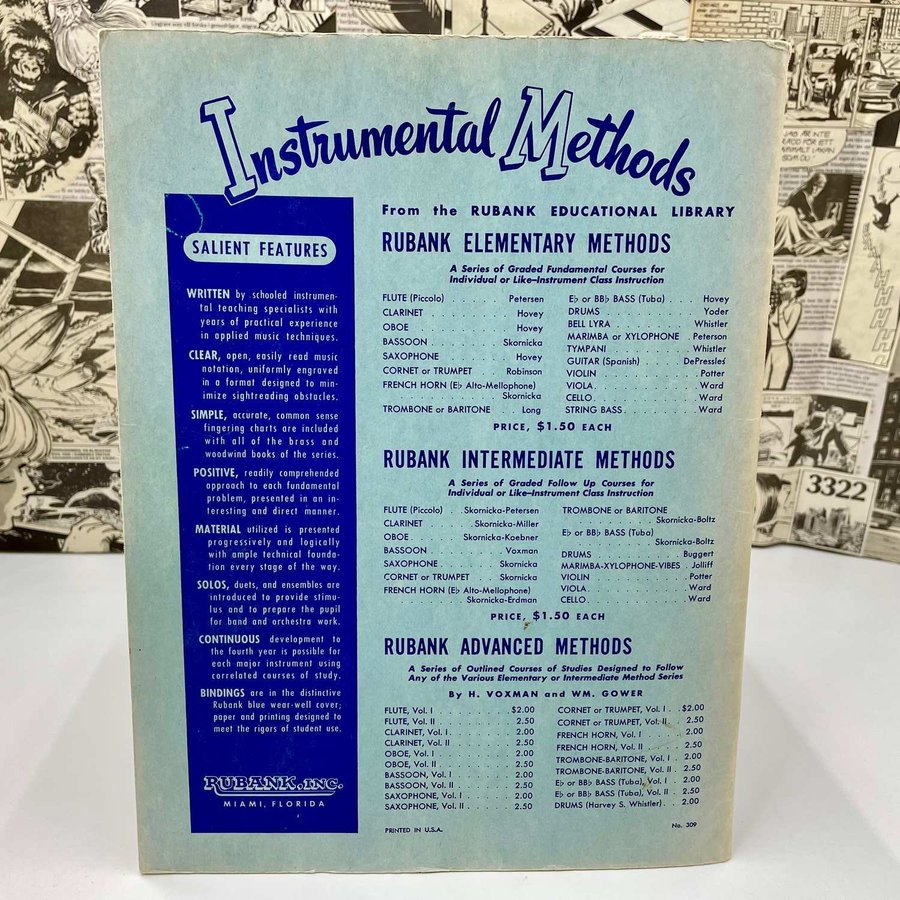 Instrumental Methods
SALIENT FEATURES
WRITTEN by schooled instrumen-
tal teaching specialists with
years of practical experience
in applied music techniques.
CLEAR, open, easily read music
notation, uniformly engraved
in a format designed to min-
imize sightreading obstacles.
SIMPLE, accurate, common sense
fingering charts are included
with all of the brass and
woodwind books of the series.
POSITIVE, readily comprehended
approach to each fundamental
problem, presented in an in-
teresting and direct manner.
MATERIAL utilized is presented
progressively and logically
with ample technical founda-
tion every stage of the way.
SOLOS, duets, and ensembles are
introduced to provide stimu-
lus and to prepare the pupil
for band and orchestra work.
CONTINUOUS development to
the fourth year is possible for
each major instrument using
correlated courses of study.
BINDINGS are in the distinctive
Rubank blue wear-well cover;
paper and printing designed to
meet the rigors of student use.
RUBANK, INC.
MIAMI, FLORIDA
From the RUBANK EDUCATIONAL LIBRARY
RUBANK ELEMENTARY METHODS
A Series of Graded Fundamental Courses for
Individual or Like-Instrument Class Instruction
FLUTE (Piccolo) . . . . . Petersen
CLARINET . . . . . Hovey
OBOE . . . . . Hovey
BASSOON . . . . . Skornicka
SAXOPHONE . . . . . Hovey
CORNET or TRUMPET . . . . . Robinson
FRENCH HORN (E♭ Alto-Mellophone)
. . . . . Skornicka
TROMBONE or BARITONE . . . . . Long
E♭ or BB♭ BASS (Tuba) . . . . . Hovey
DRUMS . . . . . Yoder
BELL LYRA . . . . . Whistler
MARIMBA or XYLOPHONE . Peterson
TYMPANI . . . . . Whistler
GUITAR (Spanish) . . . . . DePressles
VIOLIN . . . . . Potter
VIOLA . . . . . Ward
CELLO . . . . . Ward
STRING BASS . . . . . Ward
PRICE, $1.50 EACH
RUBANK INTERMEDIATE METHODS
A Series of Graded Follow Up Courses for
Individual or Like-Instrument Class Instruction
FLUTE (Piccolo) . Skornicka-Petersen
CLARINET . . . . . Skornicka-Miller
OBOE . . . . . Skornicka-Koebner
BASSOON . . . . . Voxman
SAXOPHONE . . . . . Skornicka
CORNET or TRUMPET . . . . . Skornicka
FRENCH HORN (E♭ Alto-Mellophone)
. . . . . Skornicka-Erdman
TROMBONE or BARITONE
. . . . . Skornicka-Boltz
E♭ or BB♭ BASS (Tuba)
. . . . . Skornicka-Boltz
DRUMS . . . . . Buggert
MARIMBA-XYLOPHONE-VIBES . Jolliff
VIOLIN . . . . . Potter
VIOLA . . . . . Ward
CELLO . . . . . Ward
PRICE, $1.50 EACH
RUBANK ADVANCED METHODS
A Series of Outlined Courses of Studies Designed to Follow
Any of the Various Elementary or Intermediate Method Series
By H. VOXMAN and WM. GOWER
FLUTE, Vol. I . . . . . $2.00
FLUTE, Vol. II . . . . . 2.50
CLARINET, Vol. I . . . . . 2.00
CLARINET, Vol. II . . . . . 2.50
OBOE, Vol. I . . . . . 2.00
OBOE, Vol. II . . . . . 2.50
BASSOON, Vol. I . . . . . 2.00
BASSOON, Vol. II . . . . . 2.50
SAXOPHONE, Vol. I . . . . . 2.00
SAXOPHONE, Vol. II . . . . . 2.50
CORNET or TRUMPET, Vol. I . $2.00
CORNET or TRUMPET, Vol. II . 2.50
FRENCH HORN, Vol. I . . . . . 2.00
FRENCH HORN, Vol. II . . . . . 2.50
TROMBONE-BARITONE, Vol. I . 2.00
TROMBONE-BARITONE, Vol. II . 2.50
E♭ or BB♭ BASS (Tuba), Vol. I . 2.00
E♭ or BB♭ BASS (Tuba), Vol. II . 2.50
DRUMS (Harvey S. Whistler) . . 2.00
PRINTED IN U.S.A.
No. 309
3322